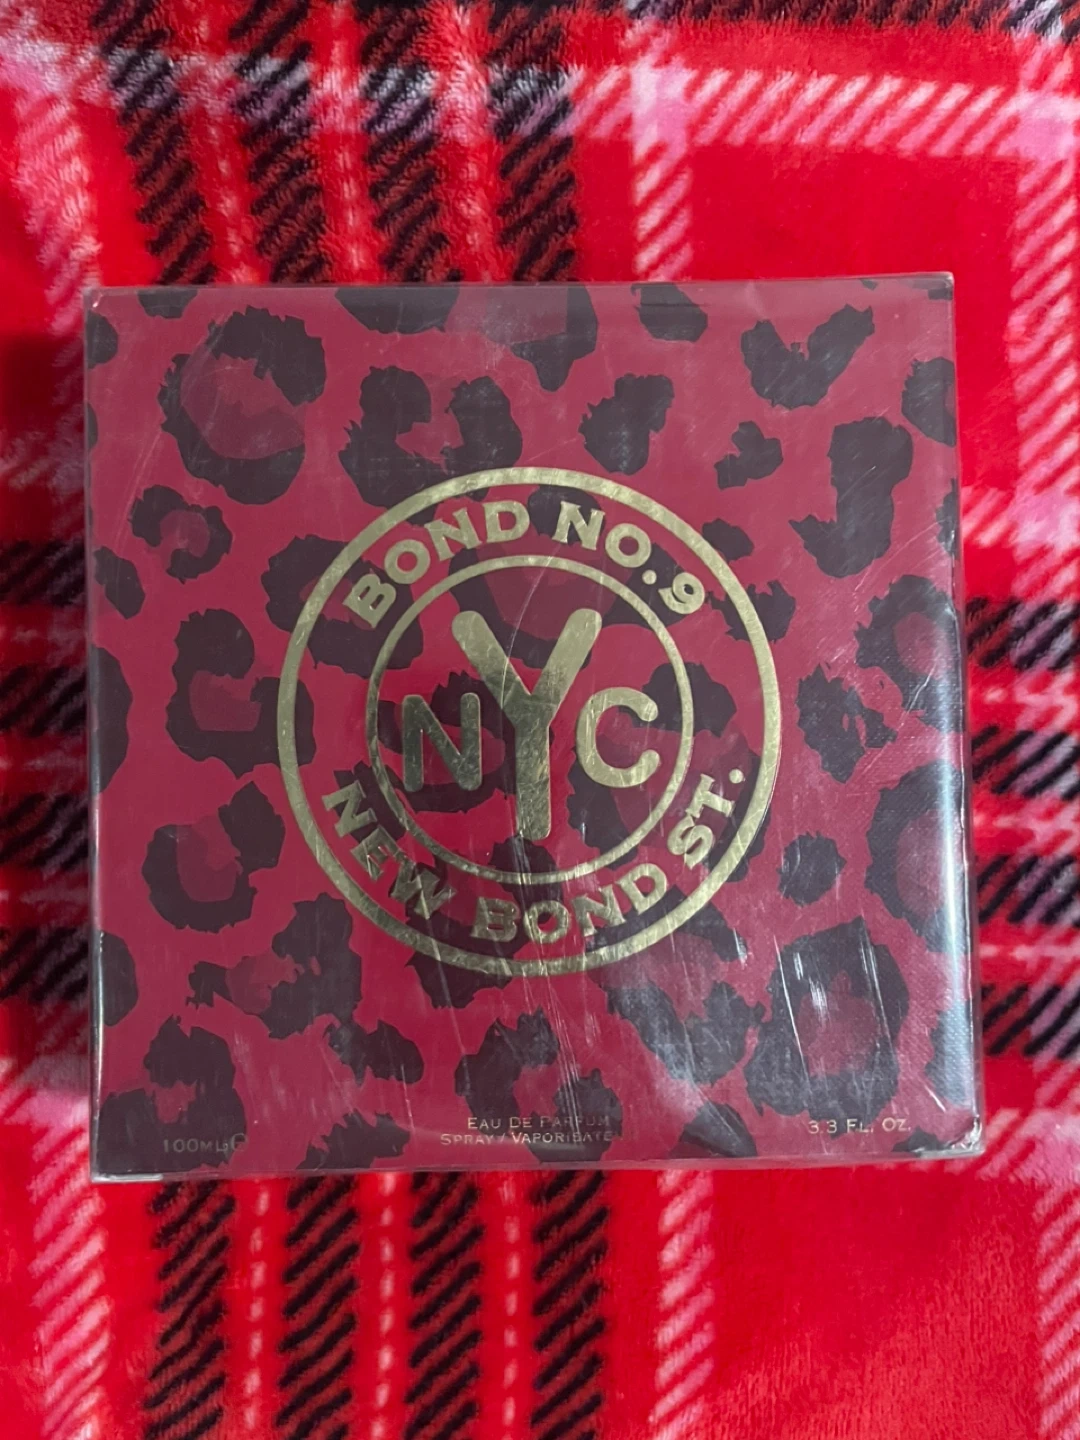 BOND NO. 9
NYC
NEW BOND ST.
EAU DE PARFUM
SPRAY / VAPORISATEUR
100ML℮
3.3 FL. OZ.